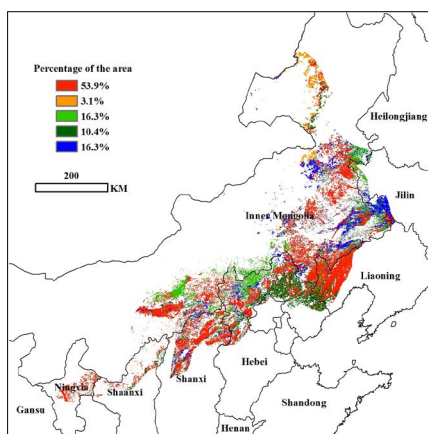 Percentage of the area
53.9%
3.1%
16.3%
10.4%
16.3%
200
KM
Heilongjiang
Jilin
Inner Mongolia
Liaoning
Hebei
Ningxia
Shaanxi
Shanxi
Gansu
Shandong
Henan